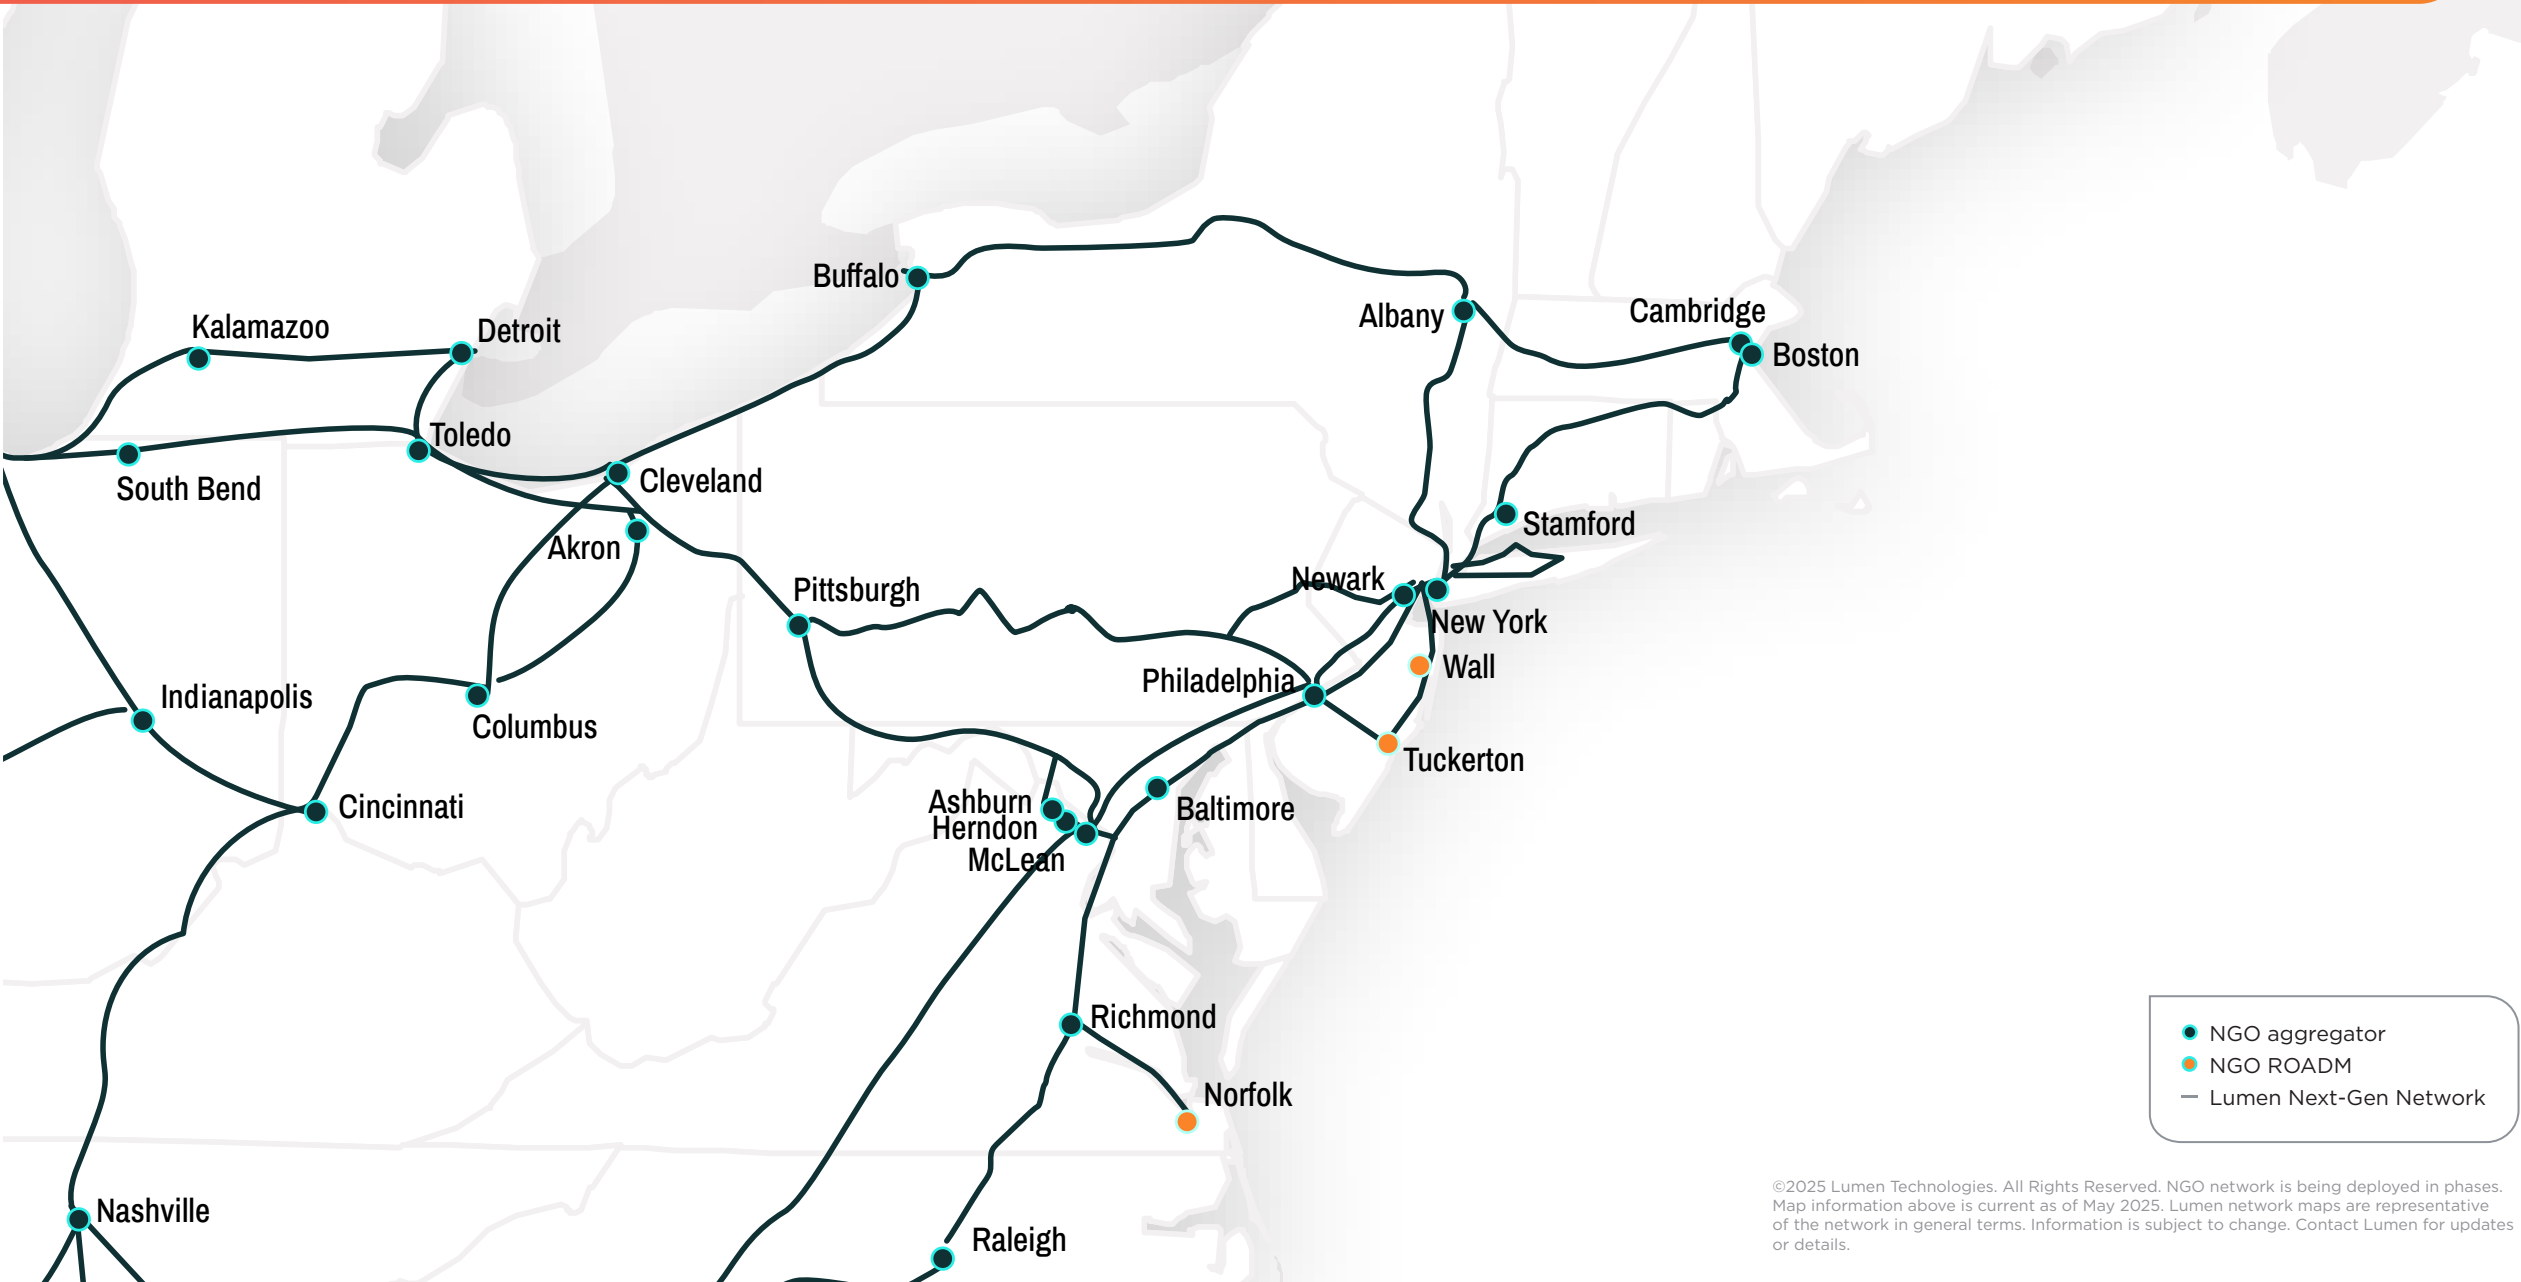 Buffalo
Albany
Cambridge
Boston
Kalamazoo
Detroit
Toledo
South Bend
Cleveland
Akron
Stamford
Newark
New York
Pittsburgh
Wall
Philadelphia
Indianapolis
Columbus
Tuckerton
Cincinnati
Ashburn
Herndon
McLean
Baltimore
Richmond
Norfolk
Nashville
Raleigh
NGO aggregator
NGO ROADM
Lumen Next-Gen Network
©2025 Lumen Technologies. All Rights Reserved. NGO network is being deployed in phases.
Map information above is current as of May 2025. Lumen network maps are representative
of the network in general terms. Information is subject to change. Contact Lumen for updates
or details.